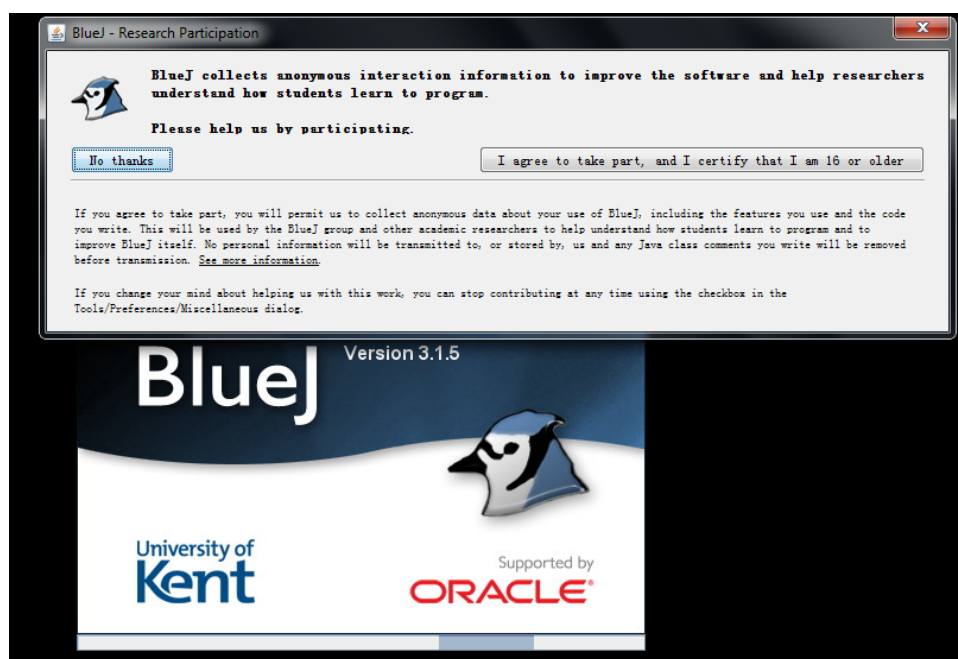 BlueJ - Research Participation
BlueJ collects anonymous interaction information to improve the software and help researchers
understand how students learn to program.
Please help us by participating.
No thanks
I agree to take part, and I certify that I am 16 or older
If you agree to take part, you will permit us to collect anonymous data about your use of BlueJ, including the features you use and the code
you write. This will be used by the BlueJ group and other academic researchers to help understand how students learn to program and to
improve BlueJ itself. No personal information will be transmitted to, or stored by, us and any Java class comments you write will be removed
before transmission. See more information.
If you change your mind about helping us with this work, you can stop contributing at any time using the checkbox in the
Tools/Preferences/Miscellaneous dialog.
BlueJ
Version 3.1.5
University of
Kent
Supported by
ORACLE